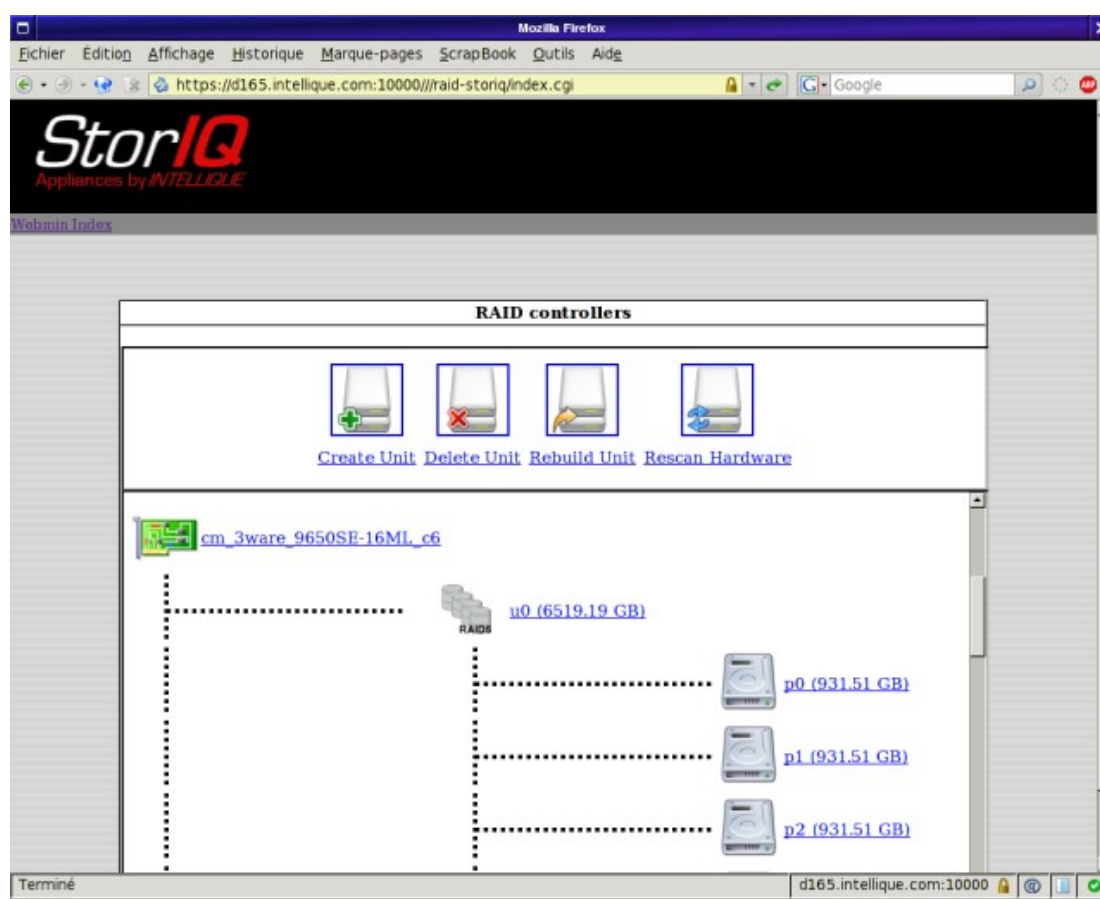 Mozilla Firefox
Fichier Édition Affichage Historique Marque-pages ScrapBook Outils Aide
https://d165.intellique.com:10000///raid-storiq/index.cgi Google ABP
StorIQ
Appliances by INTELLIQUE
Webmin Index
RAID controllers
Create Unit Delete Unit Rebuild Unit Rescan Hardware
cm_3ware_9650SE-16ML_c6
u0 (6519.19 GB)
p0 (931.51 GB)
p1 (931.51 GB)
p2 (931.51 GB)
Terminé d165.intellique.com:10000